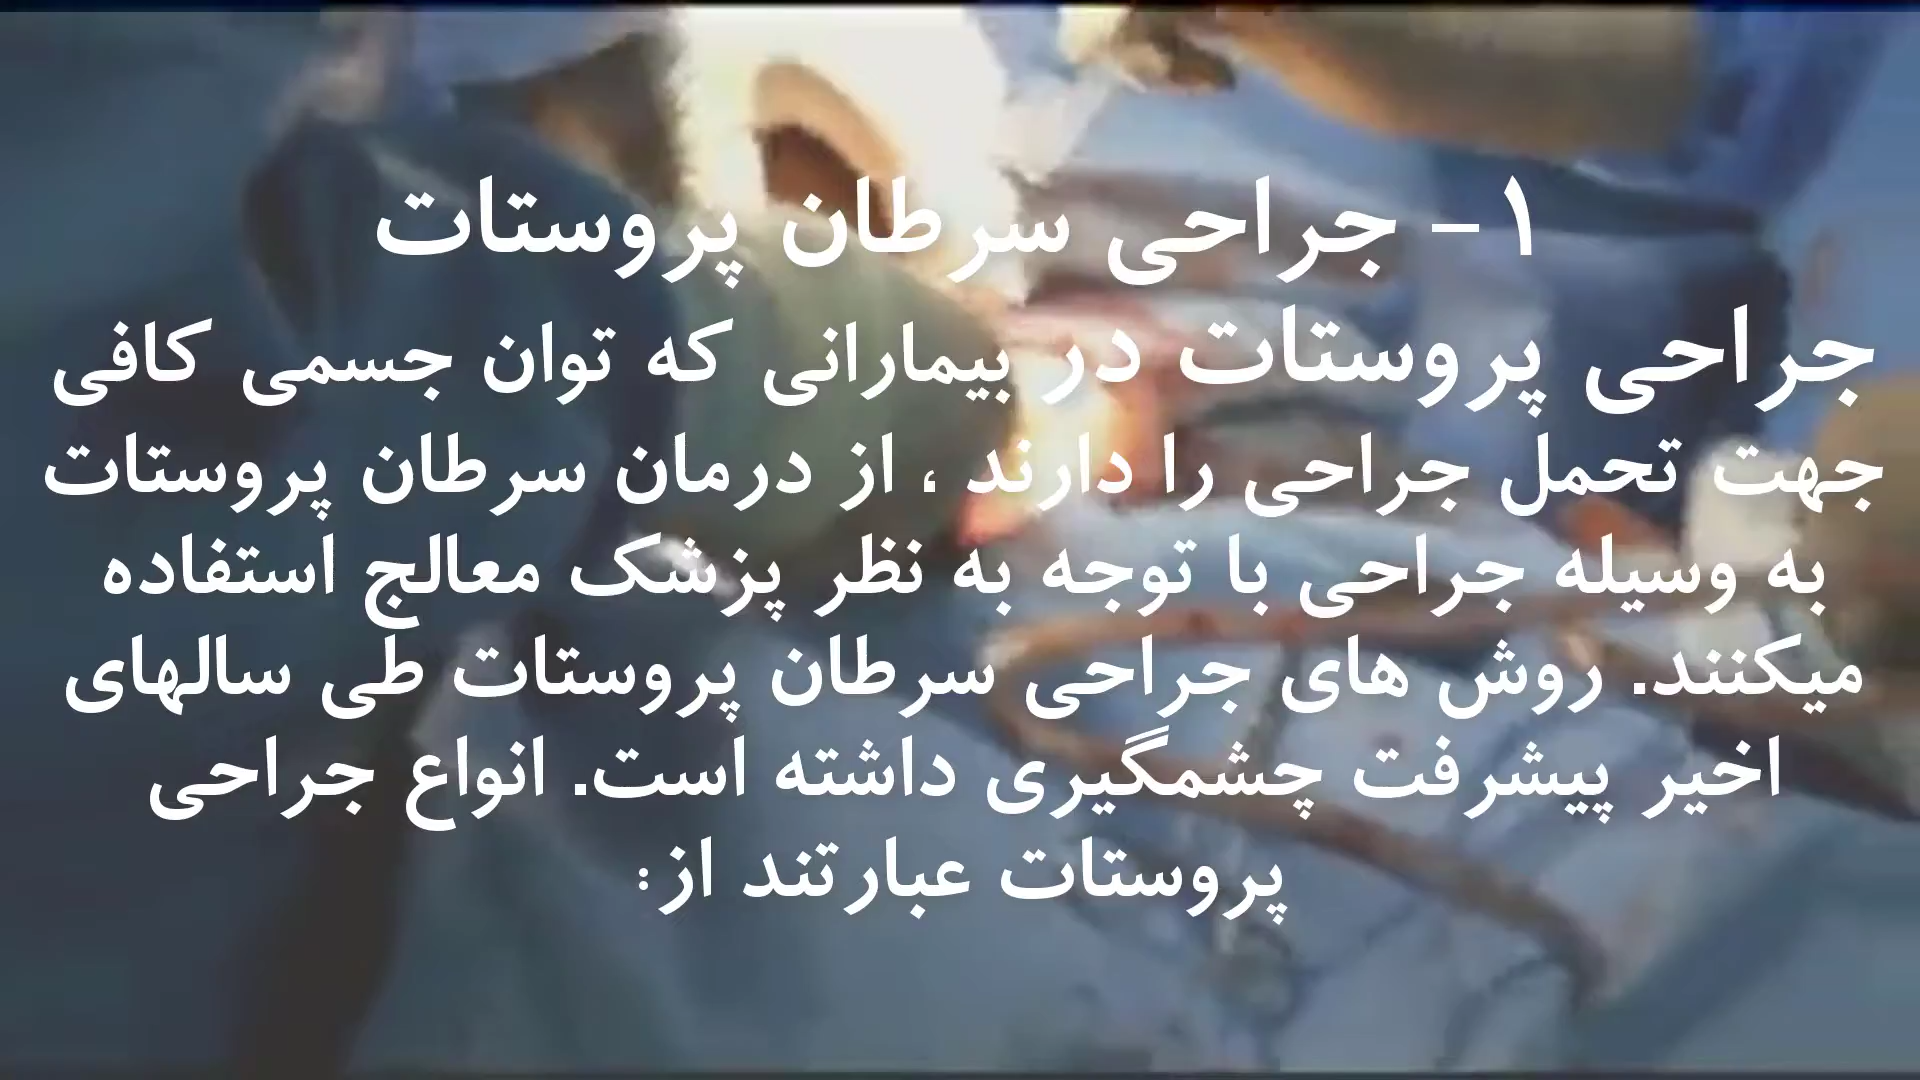 ۱- جراحی سرطان پروستات
جراحی پروستات در بیمارانی که توان جسمی کافی
جهت تحمل جراحی را دارند ، از درمان سرطان پروستات
به وسیله جراحی با توجه به نظر پزشک معالج استفاده
میکنند. روش های جراحی سرطان پروستات طی سالهای
اخیر پیشرفت چشمگیری داشته است. انواع جراحی
پروستات عبارتند از: